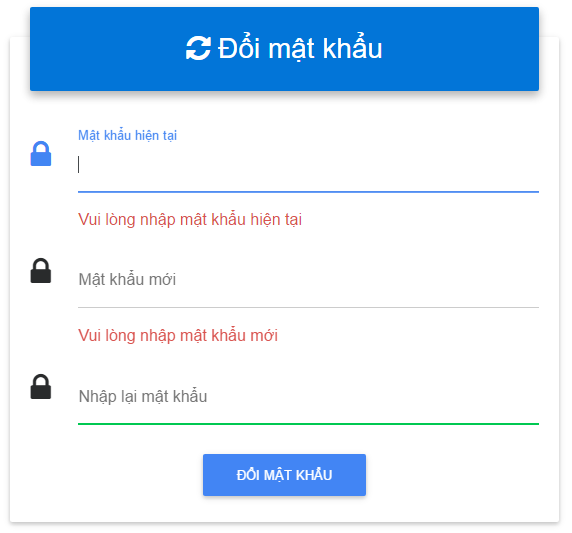 Đổi mật khẩu
Mật khẩu hiện tại
Vui lòng nhập mật khẩu hiện tại
Mật khẩu mới
Vui lòng nhập mật khẩu mới
Nhập lại mật khẩu
ĐỔI MẬT KHẨU